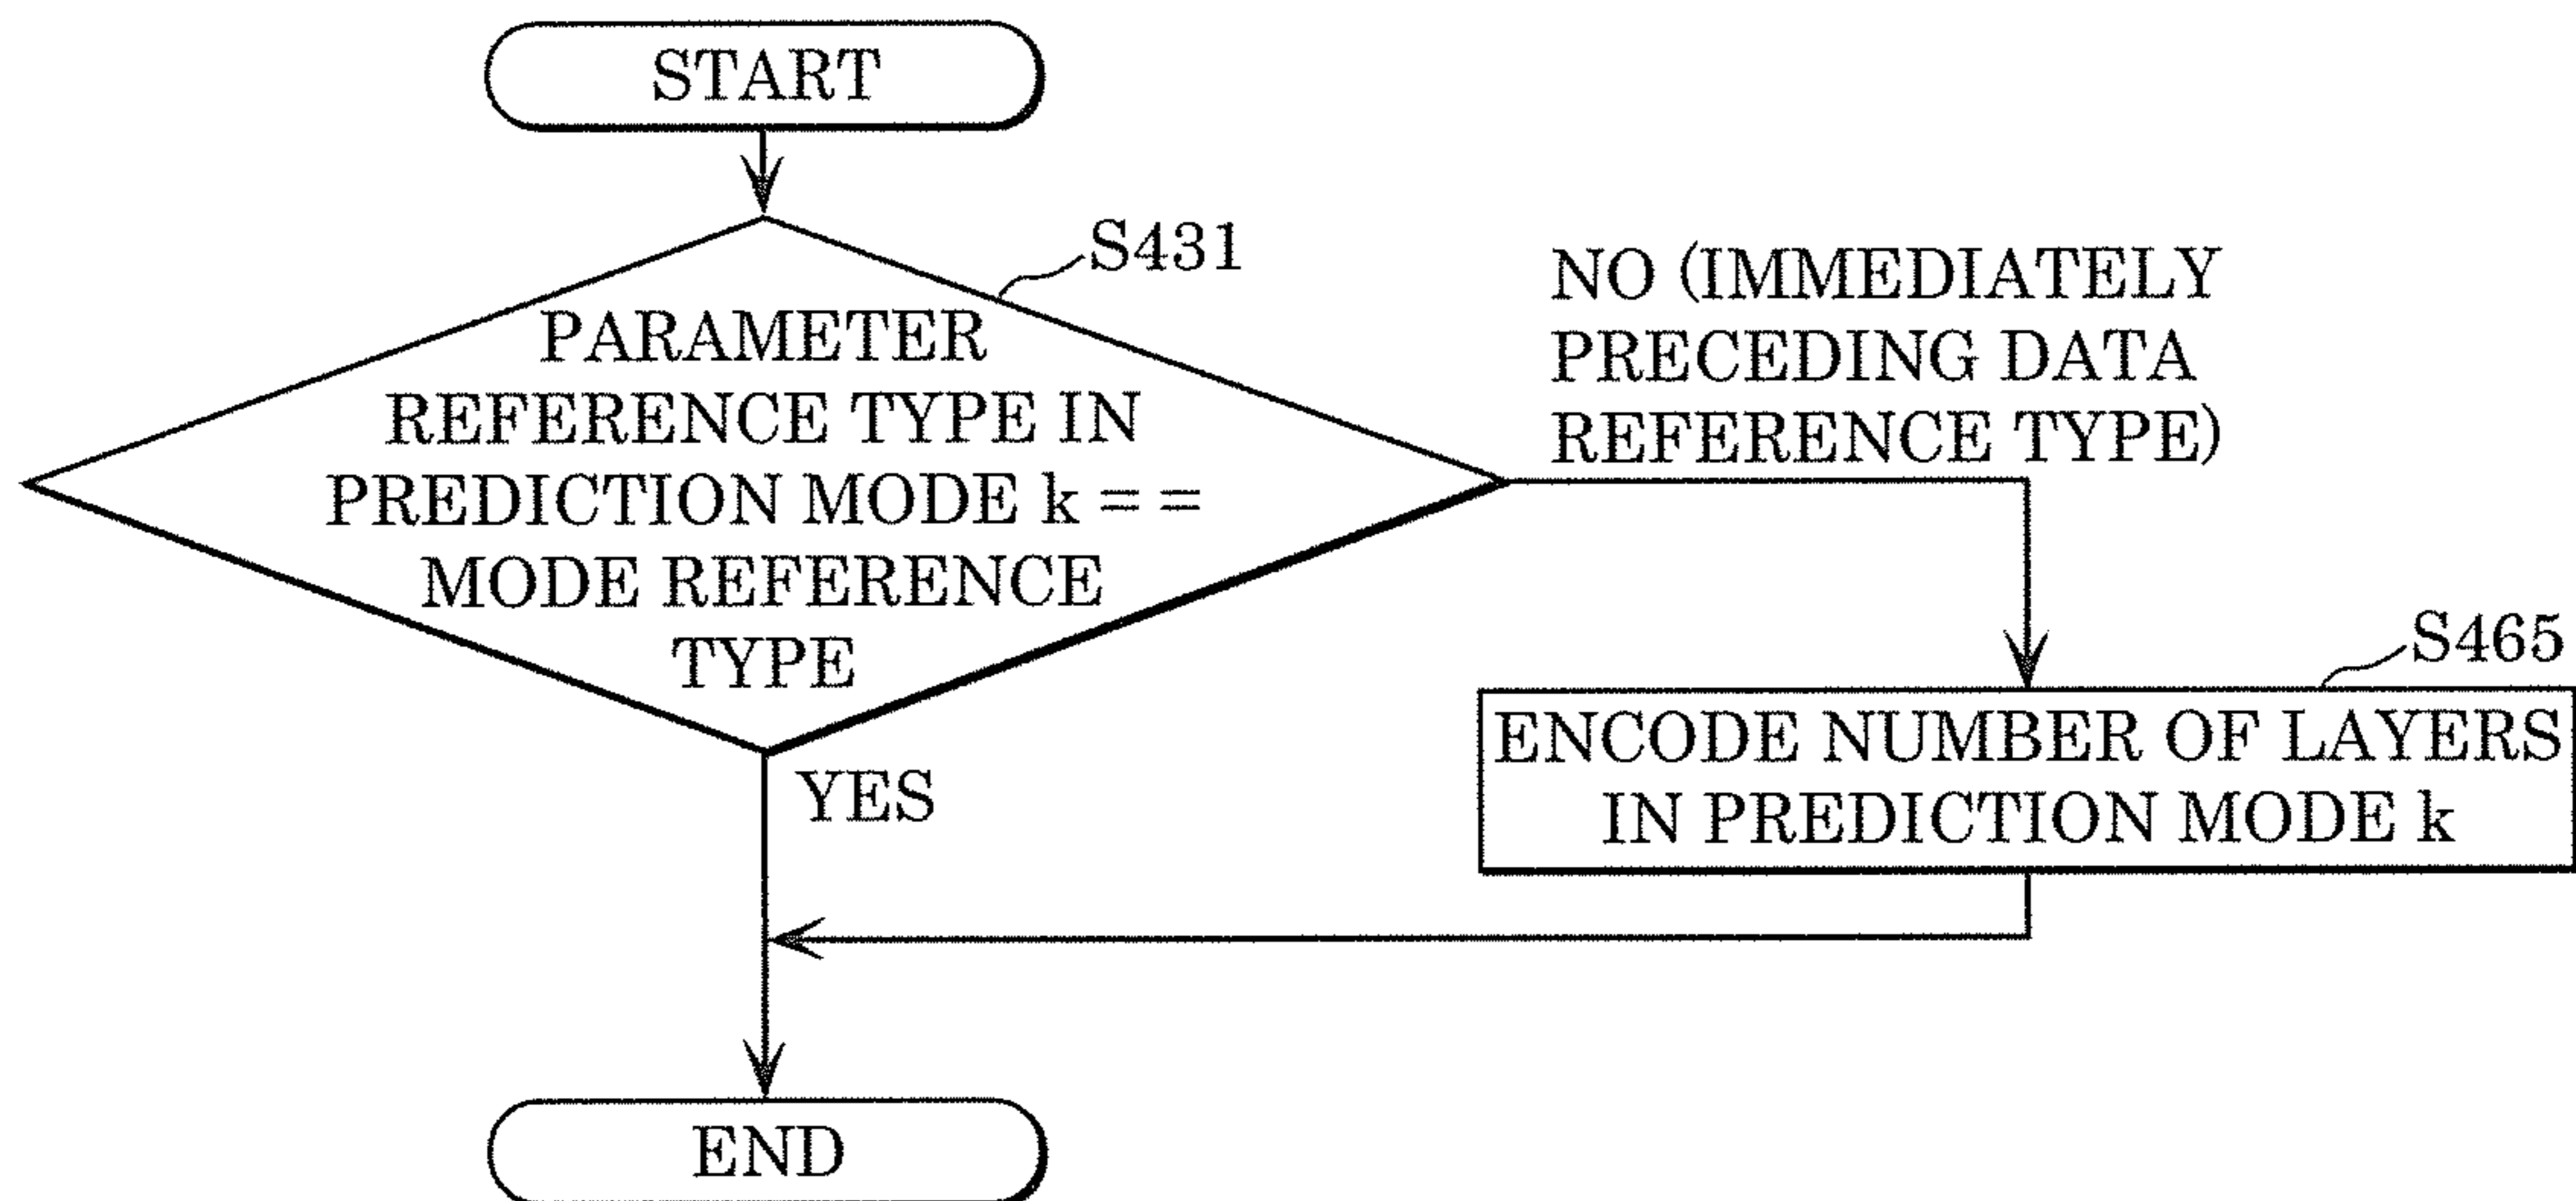 START
S431
PARAMETER
REFERENCE TYPE IN
PREDICTION MODE k = =
MODE REFERENCE
TYPE
NO (IMMEDIATELY
PRECEDING DATA
REFERENCE TYPE)
YES
S465
ENCODE NUMBER OF LAYERS
IN PREDICTION MODE k
END